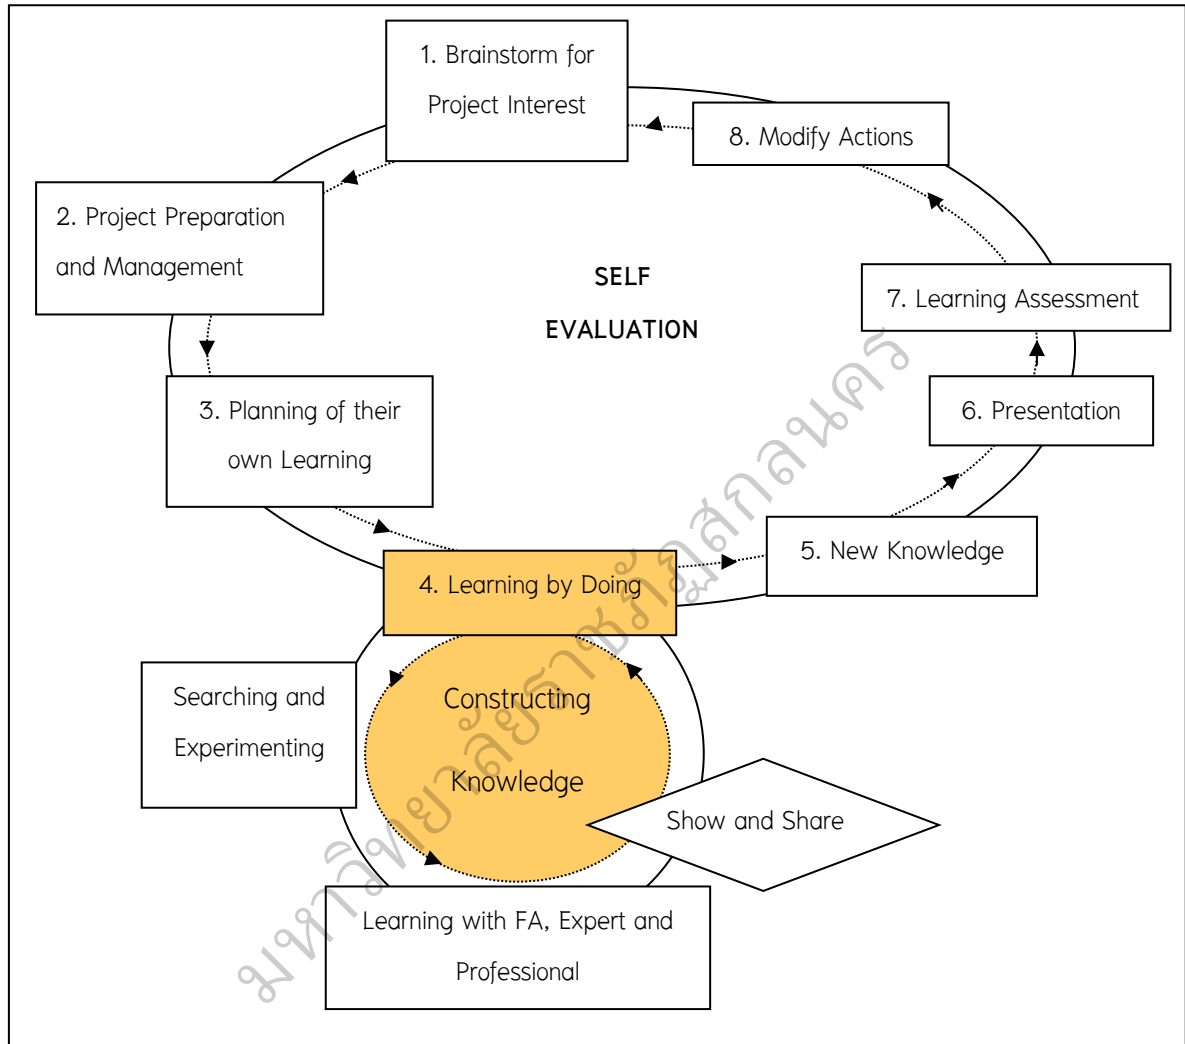 1. Brainstorm for
Project Interest
2. Project Preparation
and Management
3. Planning of their
own Learning
4. Learning by Doing
5. New Knowledge
6. Presentation
7. Learning Assessment
8. Modify Actions
SELF
EVALUATION
Constructing
Knowledge
Searching and
Experimenting
Learning with FA, Expert and
Professional
Show and Share
มหาวิทยาลัยราชภัฏสกลนคร